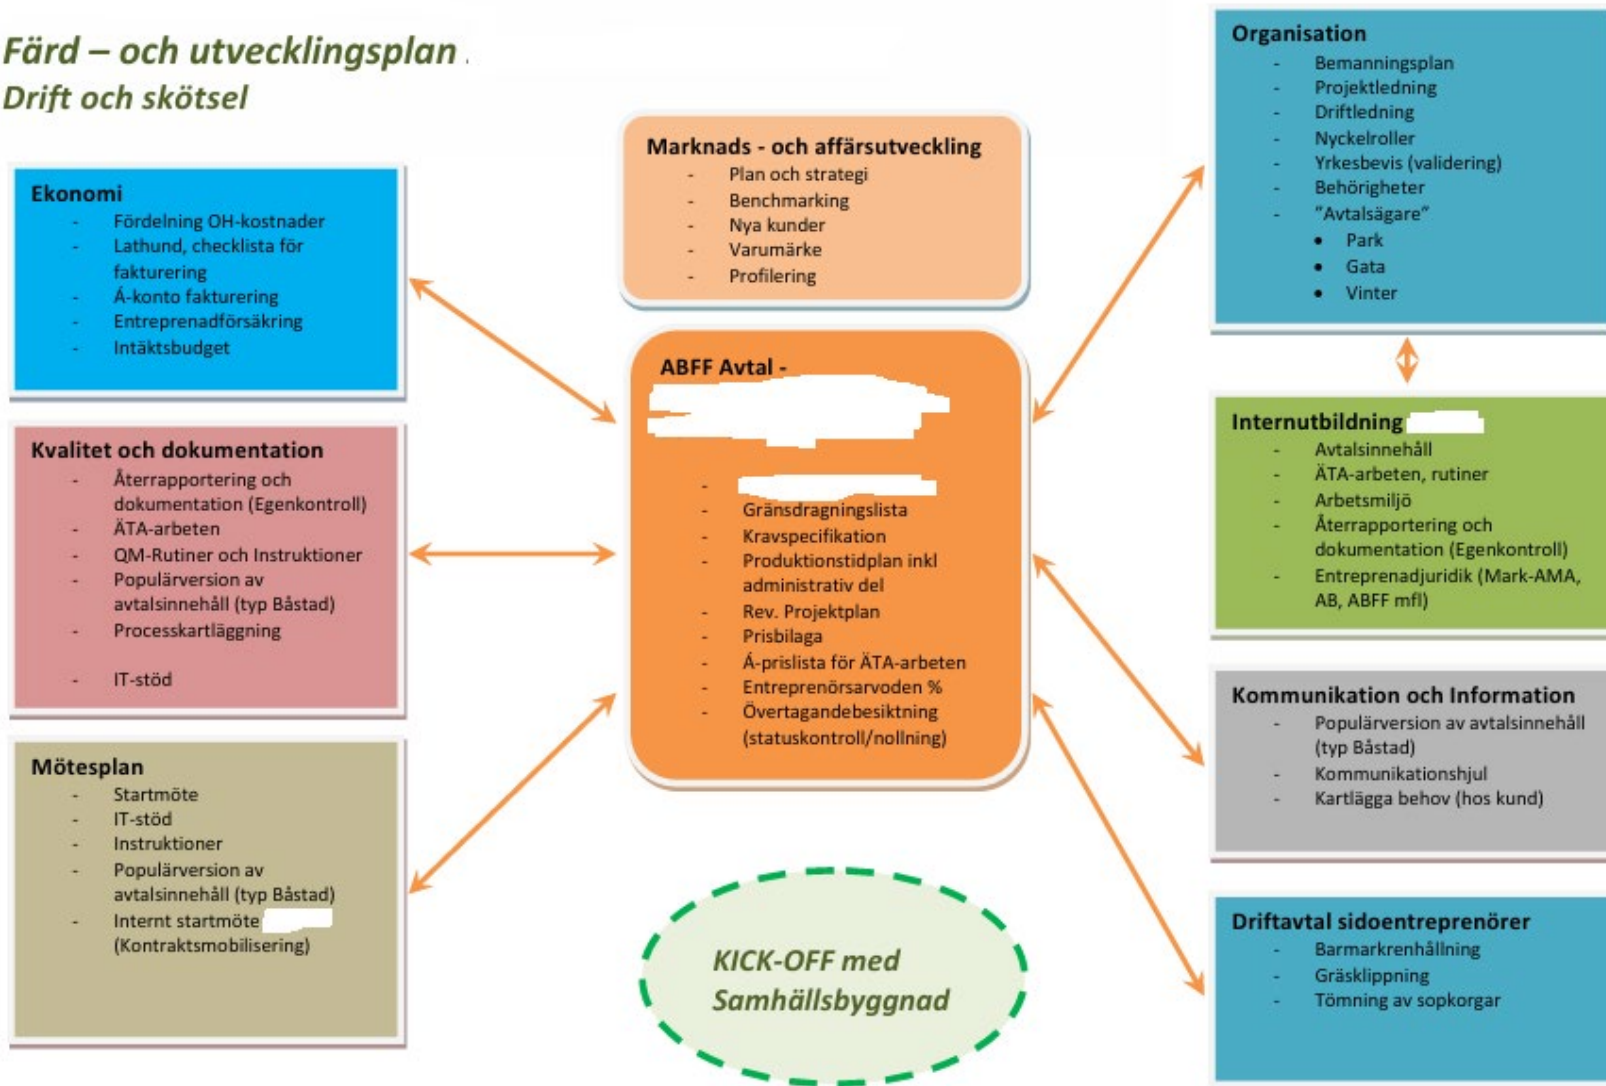 Färd – och utvecklingsplan .
Drift och skötsel
Ekonomi
- Fördelning OH-kostnader
- Lathund, checklista för
fakturering
- Á-konto fakturering
- Entreprenadförsäkring
- Intäktsbudget
Kvalitet och dokumentation
- Återrapportering och
dokumentation (Egenkontroll)
- ÄTA-arbeten
- QM-Rutiner och Instruktioner
- Populärversion av
avtalsinnehåll (typ Båstad)
- Processkartläggning
- IT-stöd
Mötesplan
- Startmöte
- IT-stöd
- Instruktioner
- Populärversion av
avtalsinnehåll (typ Båstad)
- Internt startmöte
(Kontraktsmobilisering)
Marknads - och affärsutveckling
- Plan och strategi
- Benchmarking
- Nya kunder
- Varumärke
- Profilering
ABFF Avtal -
-
- Gränsdragningslista
- Kravspecifikation
- Produktionstidplan inkl
administrativ del
- Rev. Projektplan
- Prisbilaga
- Á-prislista för ÄTA-arbeten
- Entreprenörsarvoden %
- Övertagandebesiktning
(statuskontroll/nollning)
KICK-OFF med
Samhällsbyggnad
Organisation
- Bemanningsplan
- Projektledning
- Driftledning
- Nyckelroller
- Yrkesbevis (validering)
- Behörigheter
- ”Avtalsägare”
• Park
• Gata
• Vinter
Internutbildning
- Avtalsinnehåll
- ÄTA-arbeten, rutiner
- Arbetsmiljö
- Återrapportering och
dokumentation (Egenkontroll)
- Entreprenadjuridik (Mark-AMA,
AB, ABFF mfl)
Kommunikation och Information
- Populärversion av avtalsinnehåll
(typ Båstad)
- Kommunikationshjul
- Kartlägga behov (hos kund)
Driftavtal sidoentreprenörer
- Barmarkrenhållning
- Gräsklippning
- Tömning av sopkorgar